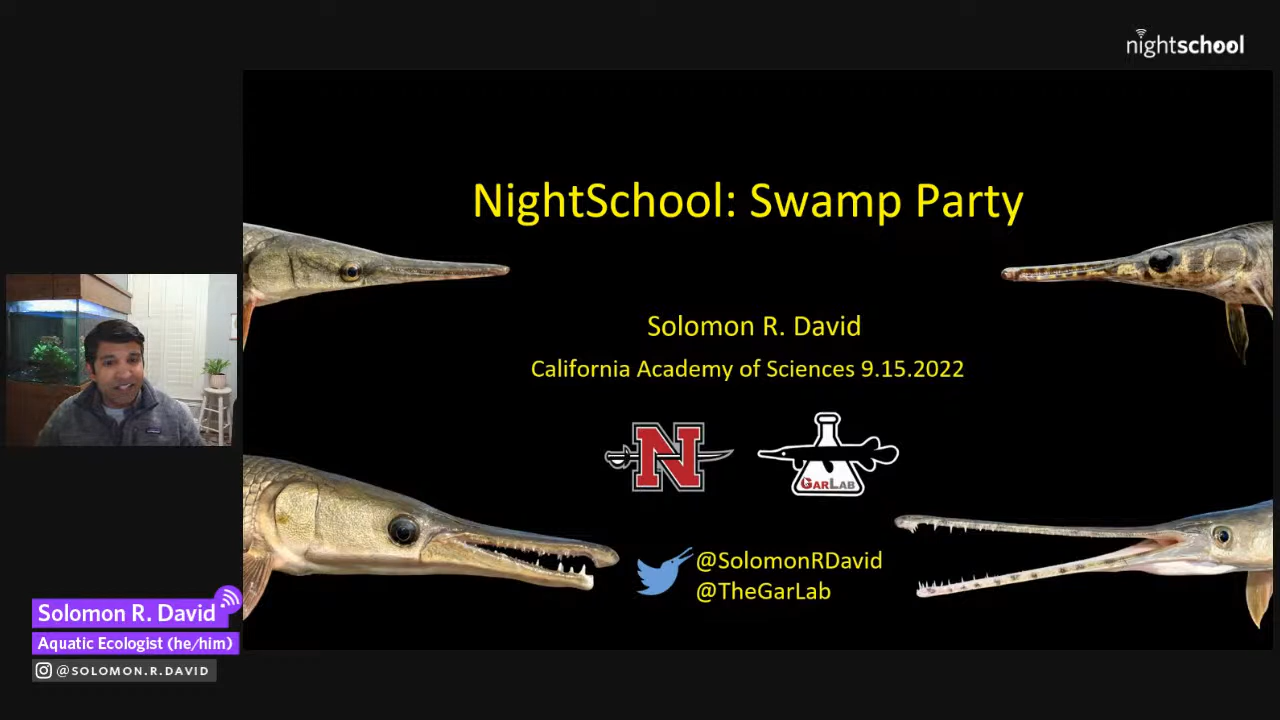 nightschool
NightSchool: Swamp Party
Solomon R. David
California Academy of Sciences 9.15.2022
N
GARLAB
@SolomonRDavid
@TheGarLab
Solomon R. David
Aquatic Ecologist (he/him)
@SOLOMON.R.DAVID